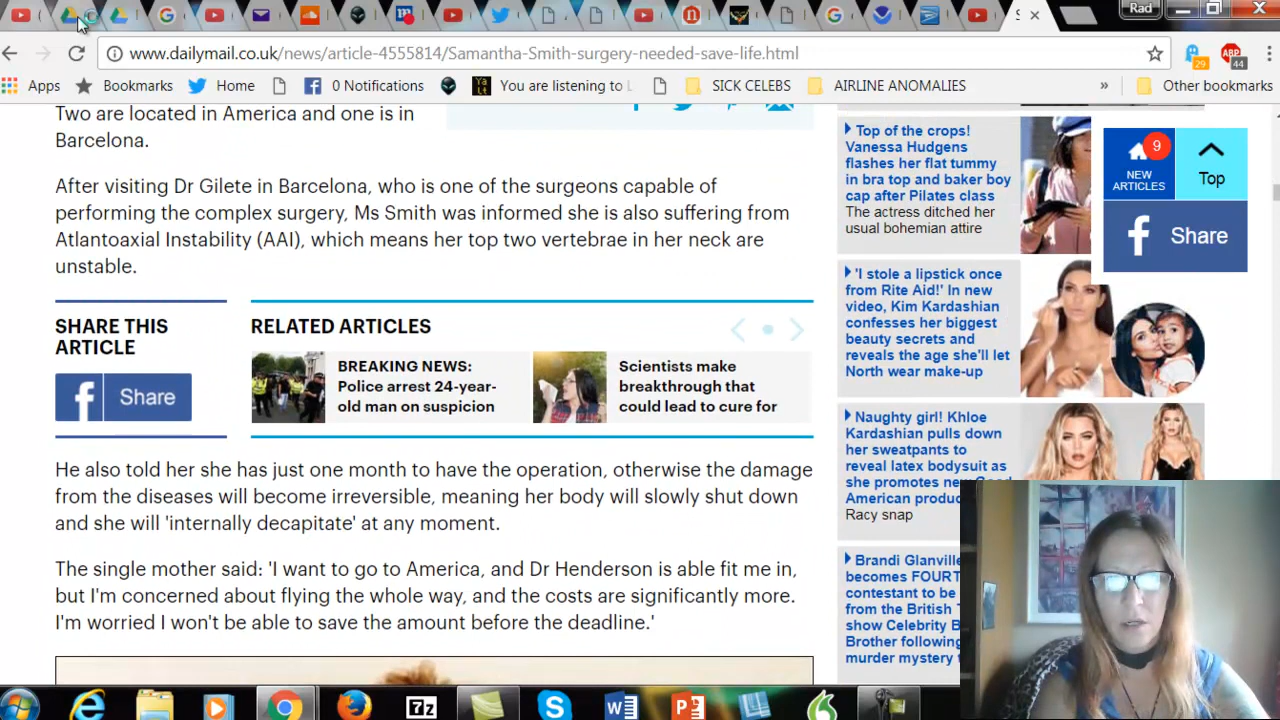 Rad
www.dailymail.co.uk/news/article-4555814/Samantha-Smith-surgery-needed-save-life.html
29
ABP
44
Apps
Bookmarks
Home
0 Notifications
You are listening to L
SICK CELEBS
AIRLINE ANOMALIES
»
Other bookmarks
Two are located in America and one is in
Barcelona.
After visiting Dr Gilete in Barcelona, who is one of the surgeons capable of
performing the complex surgery, Ms Smith was informed she is also suffering from
Atlantoaxial Instability (AAI), which means her top two vertebrae in her neck are
unstable.
SHARE THIS
ARTICLE
Share
RELATED ARTICLES
BREAKING NEWS:
Police arrest 24-year-
old man on suspicion
Scientists make
breakthrough that
could lead to cure for
He also told her she has just one month to have the operation, otherwise the damage
from the diseases will become irreversible, meaning her body will slowly shut down
and she will 'internally decapitate' at any moment.
The single mother said: 'I want to go to America, and Dr Henderson is able fit me in,
but I'm concerned about flying the whole way, and the costs are significantly more.
I'm worried I won't be able to save the amount before the deadline.'
Top of the crops!
Vanessa Hudgens
flashes her flat tummy
in bra top and baker boy
cap after Pilates class
The actress ditched her
usual bohemian attire
'I stole a lipstick once
from Rite Aid!' In new
video, Kim Kardashian
confesses her biggest
beauty secrets and
reveals the age she'll let
North wear make-up
Naughty girl! Khloe
Kardashian pulls down
her sweatpants to
reveal latex bodysuit as
she promotes new Good
American produc
Racy snap
Brandi Glanville
becomes FOURT
contestant to be
from the British
show Celebrity B
Brother following
murder mystery t
9
NEW
ARTICLES
Top
Share
7z